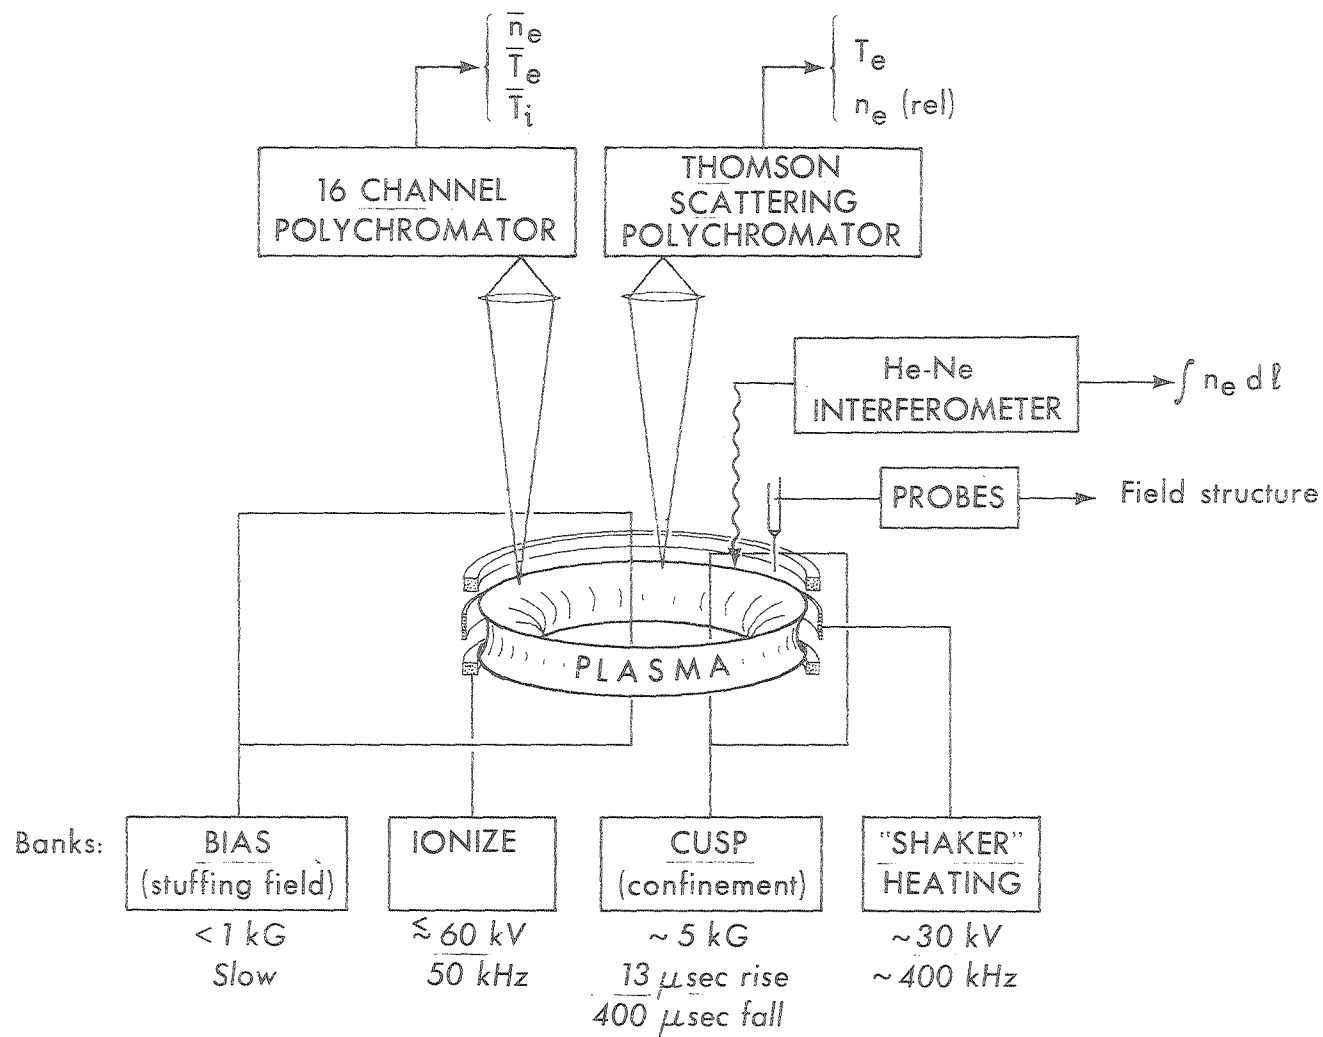 n̅e
T̅e
T̅i
Te
ne (rel)
16 CHANNEL
POLYCHROMATOR
THOMSON
SCATTERING
POLYCHROMATOR
He-Ne
INTERFEROMETER
∫ ne dℓ
PROBES
Field structure
PLASMA
Banks:
BIAS
(stuffing field)
<1 kG
Slow
IONIZE
≲ 60 kV
50 kHz
CUSP
(confinement)
~ 5 kG
13 μsec rise
400 μsec fall
"SHAKER"
HEATING
~30 kV
~400 kHz